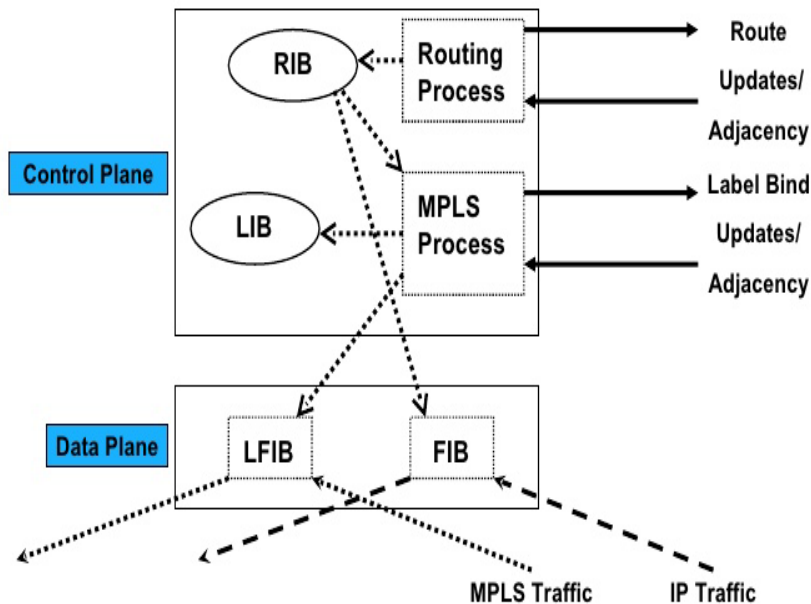 RIB
Routing
Process
Route
Updates/
Adjacency
Control Plane
LIB
MPLS
Process
Label Bind
Updates/
Adjacency
Data Plane
LFIB
FIB
MPLS Traffic
IP Traffic